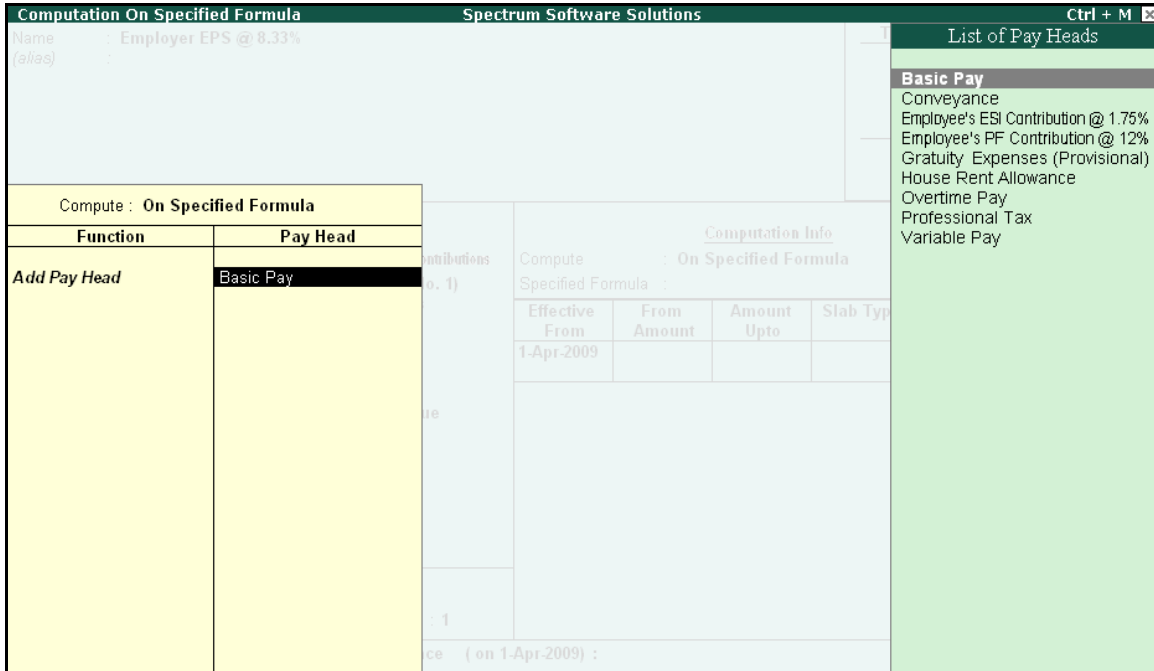 Computation On Specified Formula Spectrum Software Solutions Ctrl + M
Name : Employer EPS @ 8.33%
(alias) :
List of Pay Heads
Basic Pay
Conveyance
Employee's ESI Contribution @ 1.75%
Employee's PF Contribution @ 12%
Gratuity Expenses (Provisional)
House Rent Allowance
Overtime Pay
Professional Tax
Variable Pay
Compute : On Specified Formula
Function Pay Head
Add Pay Head Basic Pay
Computation Info
Compute : On Specified Formula
Specified Formula :
Effective From From Amount Amount Upto Slab Typ
1-Apr-2009
: 1
( on 1-Apr-2009) :